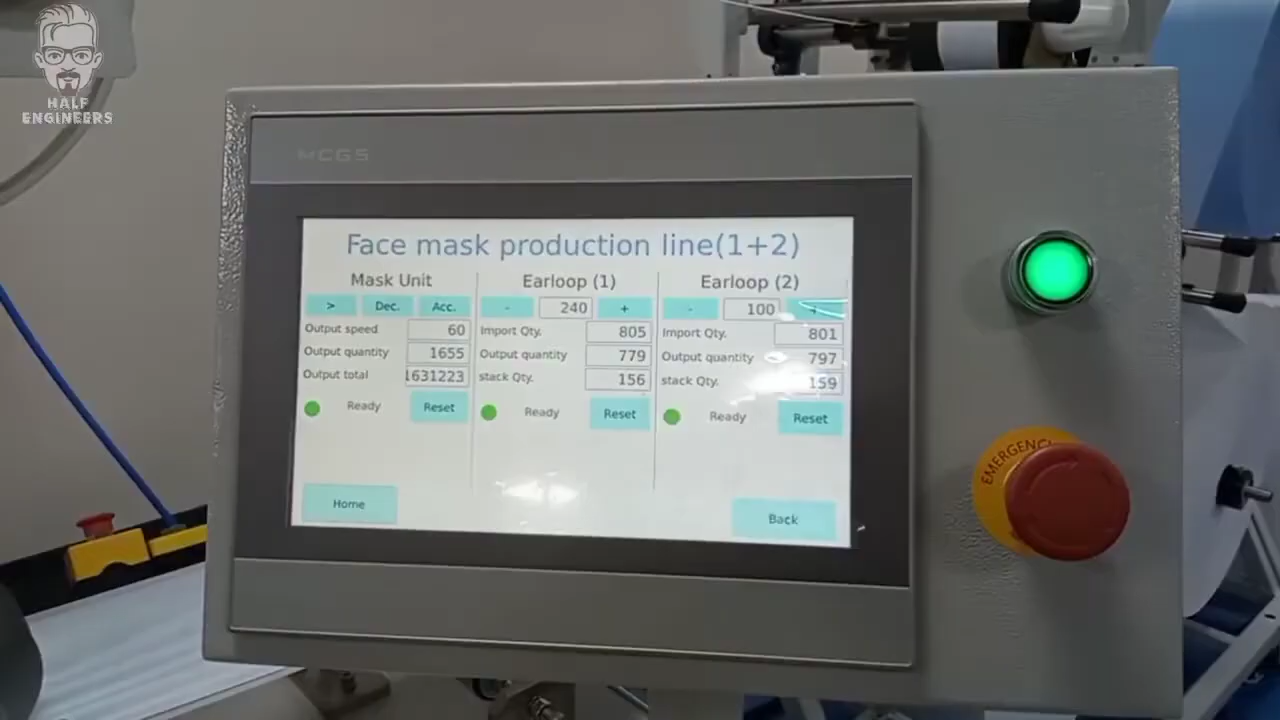 HALF
ENGINEERS
MCGS
Face mask production line(1+2)
Mask Unit
> Dec. Acc.
Output speed 60
Output quantity 1655
Output total 1631223
Ready Reset
Earloop (1)
- 240 +
Import Qty. 805
Output quantity 779
stack Qty. 156
Ready Reset
Earloop (2)
- 100 +
Import Qty. 801
Output quantity 797
stack Qty. 159
Ready Reset
Home
Back
EMERGENCY